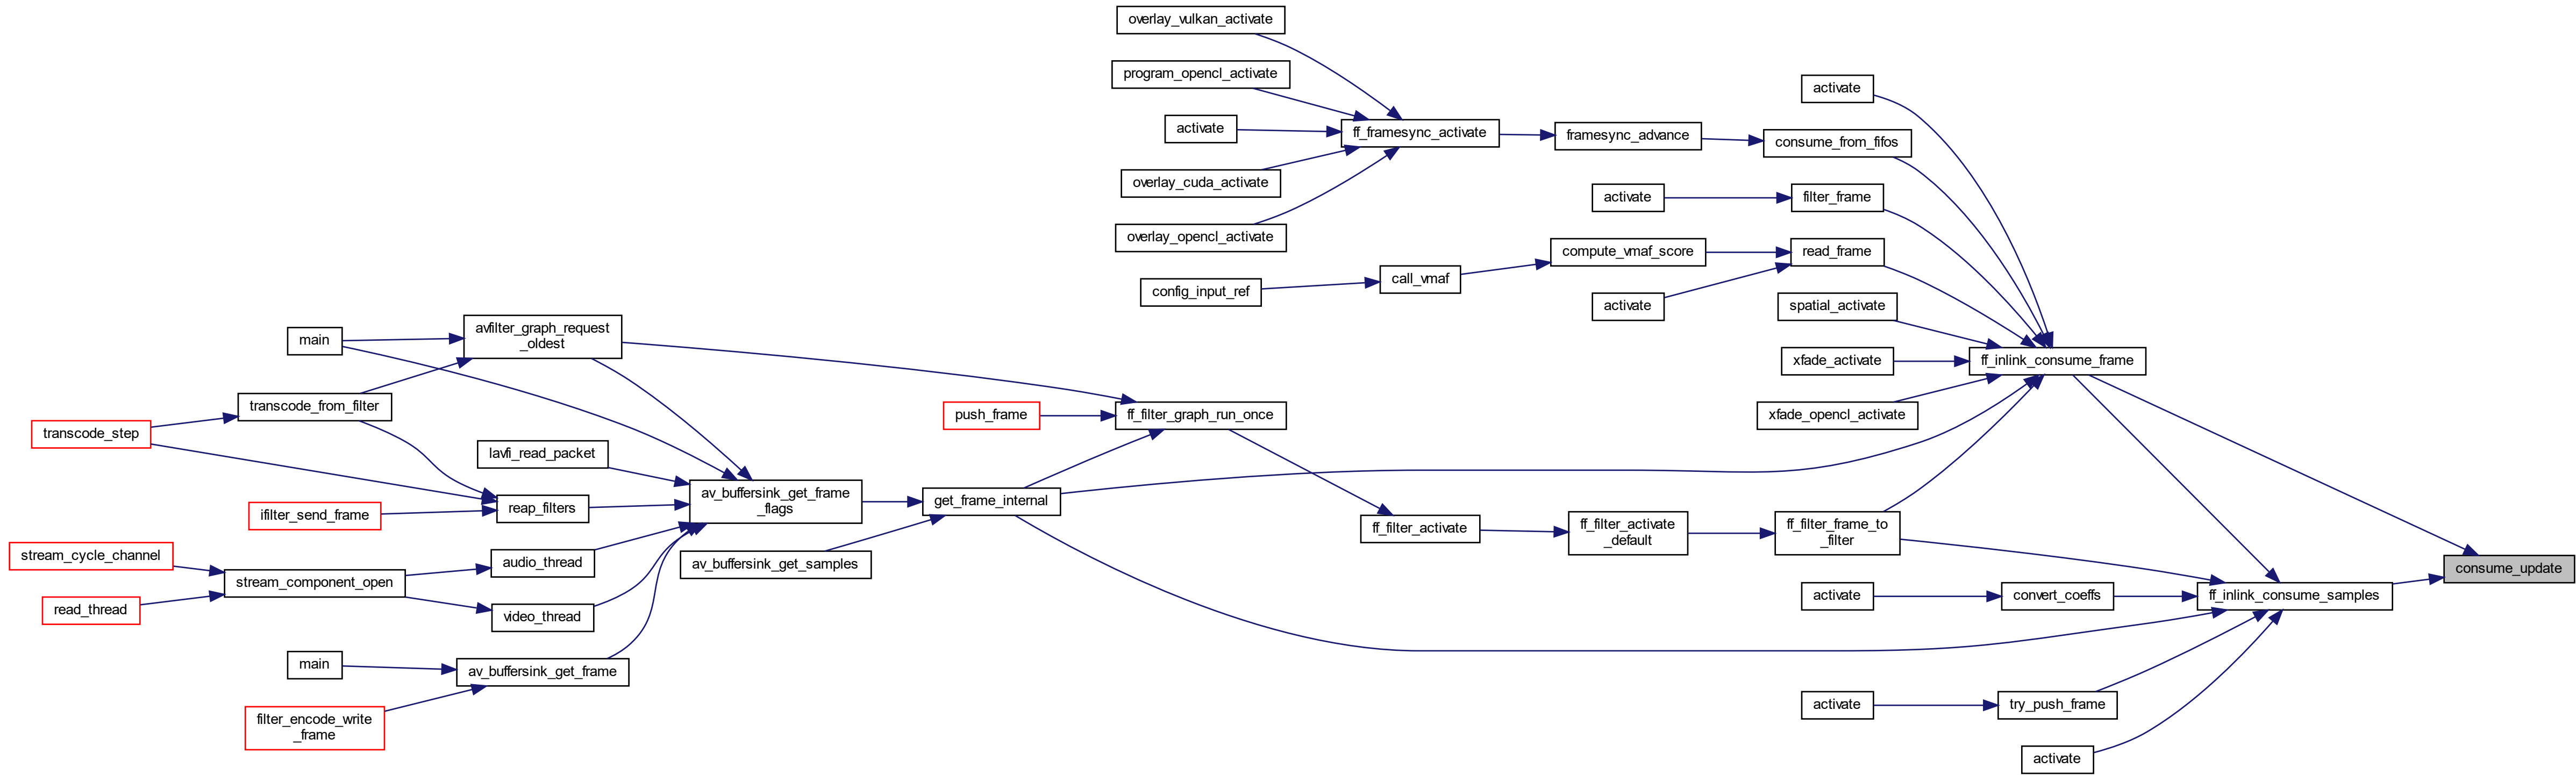 overlay_vulkan_activate
program_opencl_activate
activate
activate
ff_framesync_activate
framesync_advance
consume_from_fifos
overlay_cuda_activate
activate
filter_frame
overlay_opencl_activate
compute_vmaf_score
read_frame
call_vmaf
config_input_ref
activate
spatial_activate
avfilter_graph_request
_oldest
main
xfade_activate
ff_inlink_consume_frame
transcode_from_filter
push_frame
ff_filter_graph_run_once
xfade_opencl_activate
transcode_step
lavfi_read_packet
av_buffersink_get_frame
_flags
get_frame_internal
reap_filters
ifilter_send_frame
ff_filter_activate
ff_filter_activate
_default
ff_filter_frame_to
_filter
stream_cycle_channel
audio_thread
av_buffersink_get_samples
consume_update
stream_component_open
activate
convert_coeffs
ff_inlink_consume_samples
read_thread
video_thread
main
av_buffersink_get_frame
activate
try_push_frame
filter_encode_write
_frame
activate